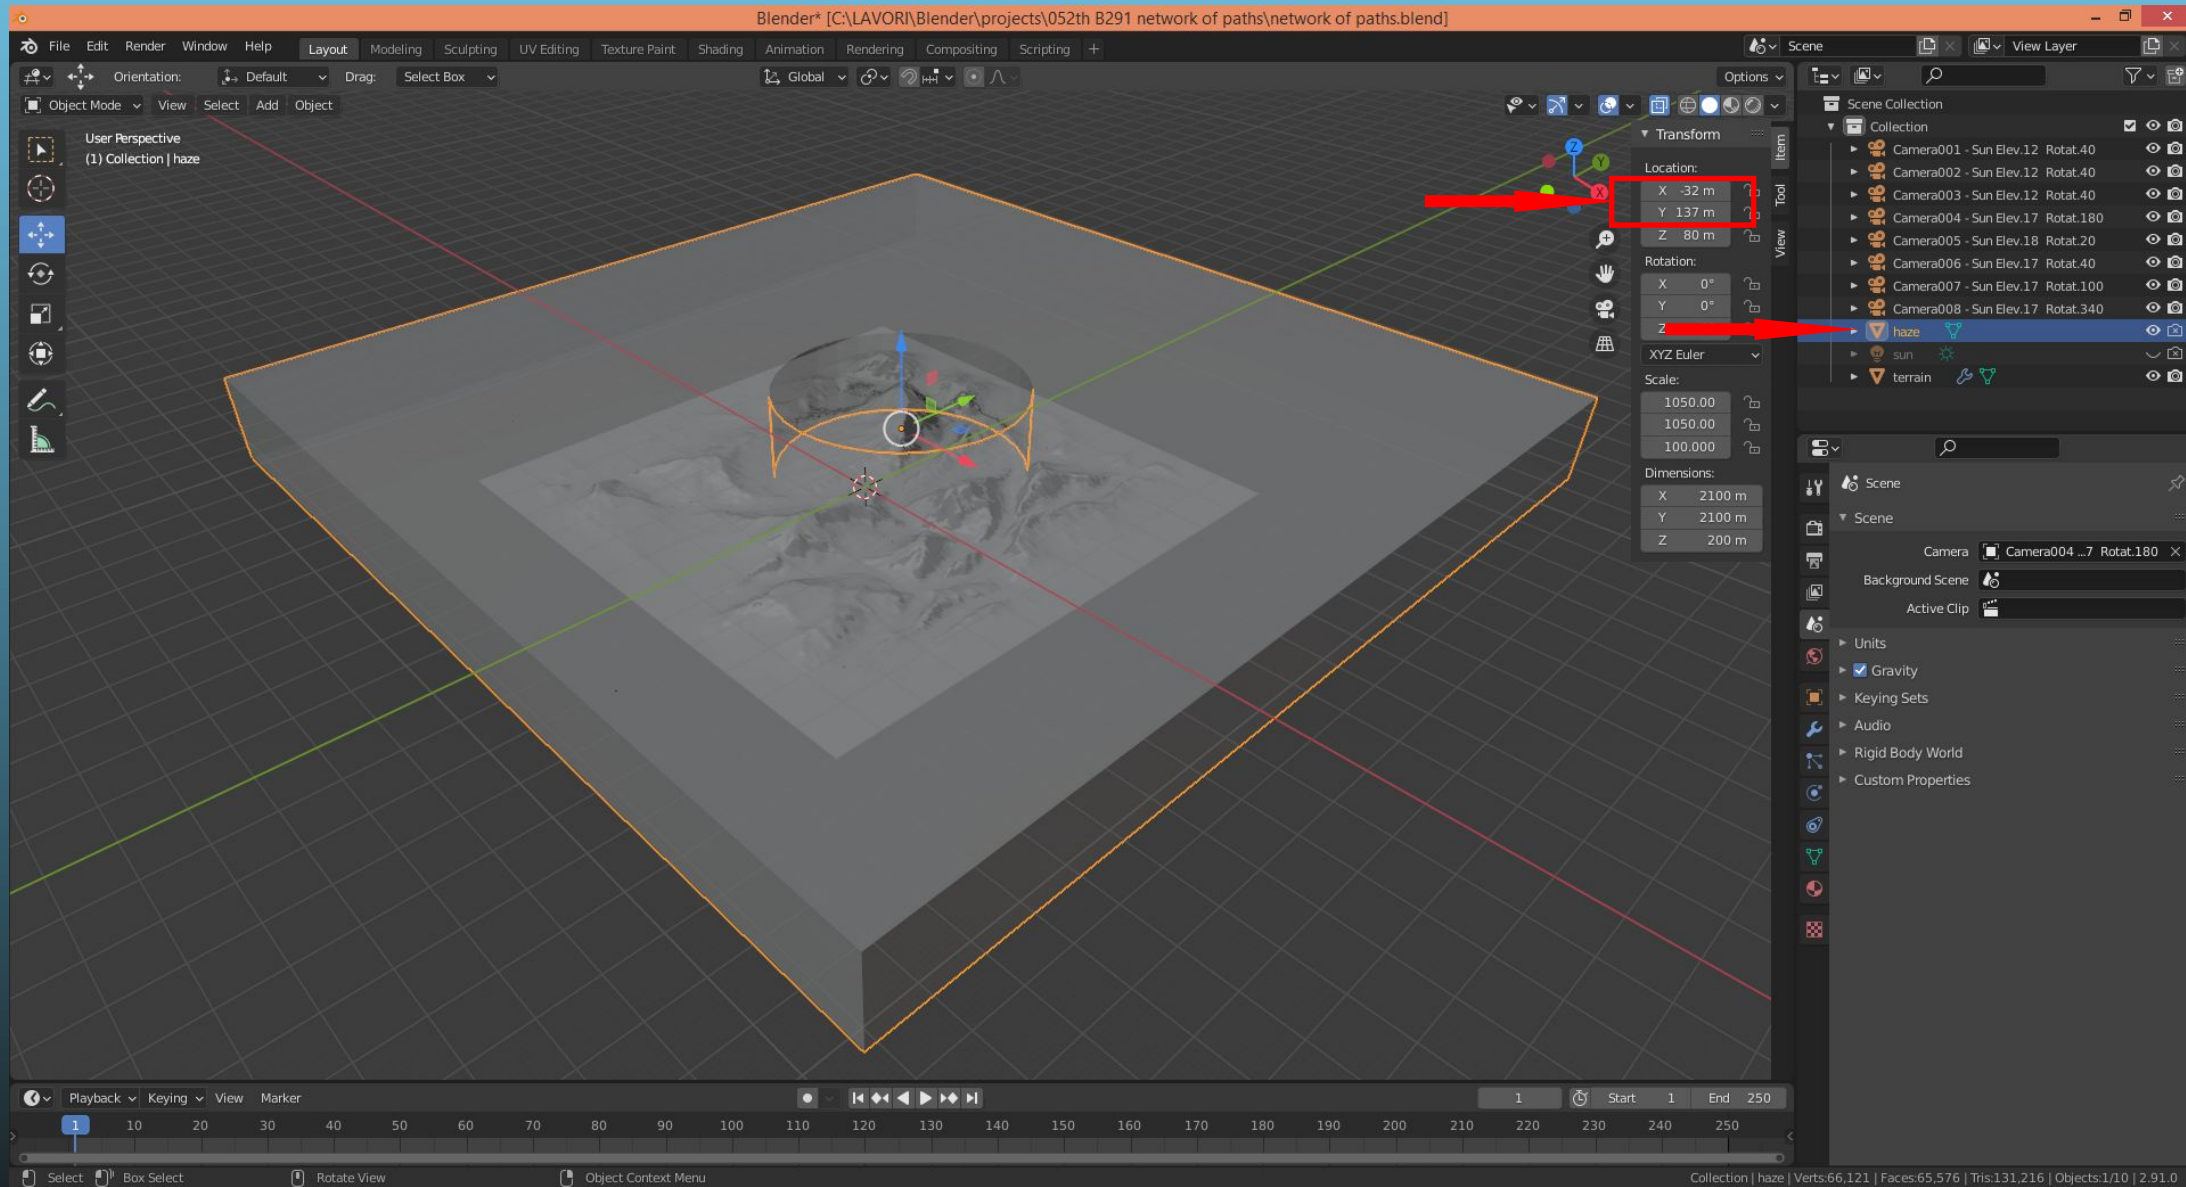 Blender* [C:\LAVORI\Blender\projects\052th B291 network of paths\network of paths.blend]
File Edit Render Window Help Layout Modeling Sculpting UV Editing Texture Paint Shading Animation Rendering Compositing Scripting + Scene View Layer
Orientation: Default Drag: Select Box Global Options
Object Mode View Select Add Object
User Perspective
(1) Collection | haze
Z
Y
X
Transform
Location:
X -32 m
Y 137 m
Z 80 m
Rotation:
X 0°
Y 0°
Z
XYZ Euler
Scale:
1050.00
1050.00
100.000
Dimensions:
X 2100 m
Y 2100 m
Z 200 m
Item
Tool
View
Scene Collection
Collection
Camera001 - Sun Elev.12 Rotat.40
Camera002 - Sun Elev.12 Rotat.40
Camera003 - Sun Elev.12 Rotat.40
Camera004 - Sun Elev.17 Rotat.180
Camera005 - Sun Elev.18 Rotat.20
Camera006 - Sun Elev.17 Rotat.40
Camera007 - Sun Elev.17 Rotat.100
Camera008 - Sun Elev.17 Rotat.340
haze
sun
terrain
Scene
Scene
Camera Camera004 ...7 Rotat.180
Background Scene
Active Clip
Units
Gravity
Keying Sets
Audio
Rigid Body World
Custom Properties
Playback Keying View Marker 1 Start 1 End 250
1 10 20 30 40 50 60 70 80 90 100 110 120 130 140 150 160 170 180 190 200 210 220 230 240 250
Select Box Select Rotate View Object Context Menu Collection | haze | Verts:66,121 | Faces:65,576 | Tris:131,216 | Objects:1/10 | 2.91.0